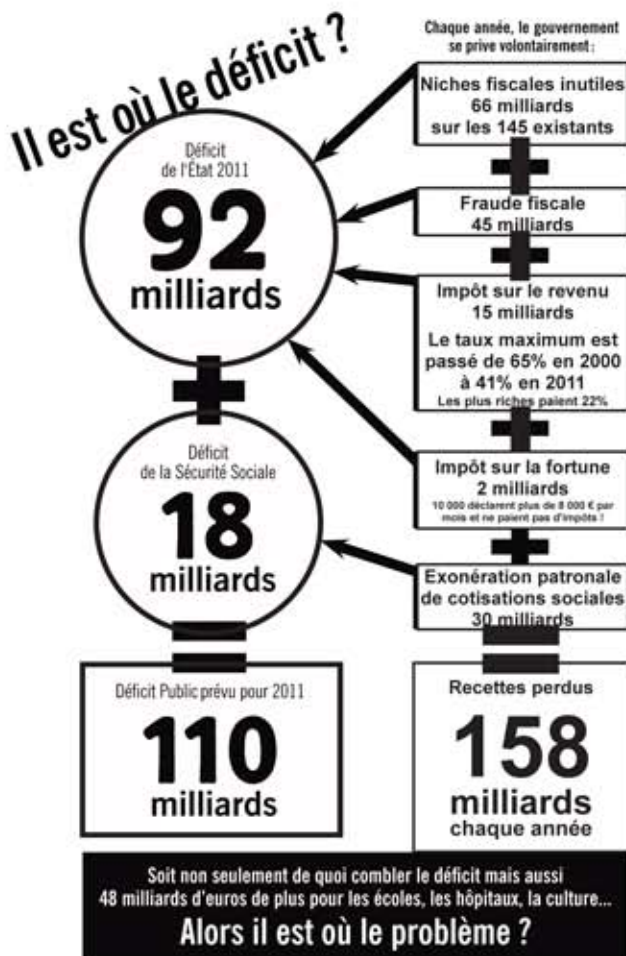 Il est où le déficit ?
Déficit
de l'État 2011
92
milliards
Déficit
de la Sécurité Sociale
18
milliards
Déficit Public prévu pour 2011
110
milliards
Chaque année, le gouvernement
se prive volontairement :
Niches fiscales inutiles
66 milliards
sur les 145 existants
Fraude fiscale
45 milliards
Impôt sur le revenu
15 milliards
Le taux maximum est
passé de 65% en 2000
à 41% en 2011
Les plus riches paient 22%
Impôt sur la fortune
2 milliards
10 000 déclarent plus de 8 000 € par
mois et ne paient pas d'impôts !
Exonération patronale
de cotisations sociales
30 milliards
Recettes perdus
158
milliards
chaque année
Soit non seulement de quoi combler le déficit mais aussi
48 milliards d'euros de plus pour les écoles, les hôpitaux, la culture...
Alors il est où le problème ?